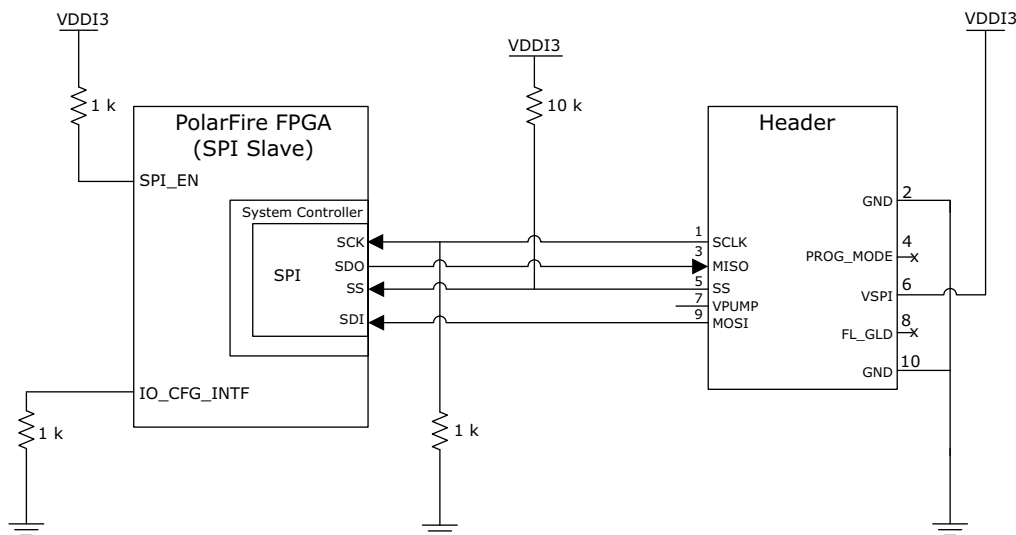 VDDI3
VDDI3
VDDI3
1 k
10 k
PolarFire FPGA
(SPI Slave)
Header
SPI_EN
System Controller
SPI
SCK
SDO
SS
SDI
IO_CFG_INTF
1 k
1 k
1
3
5
7
9
SCLK
MISO
SS
VPUMP
MOSI
GND
2
PROG_MODE
4
x
VSPI
6
FL_GLD
8
x
GND
10